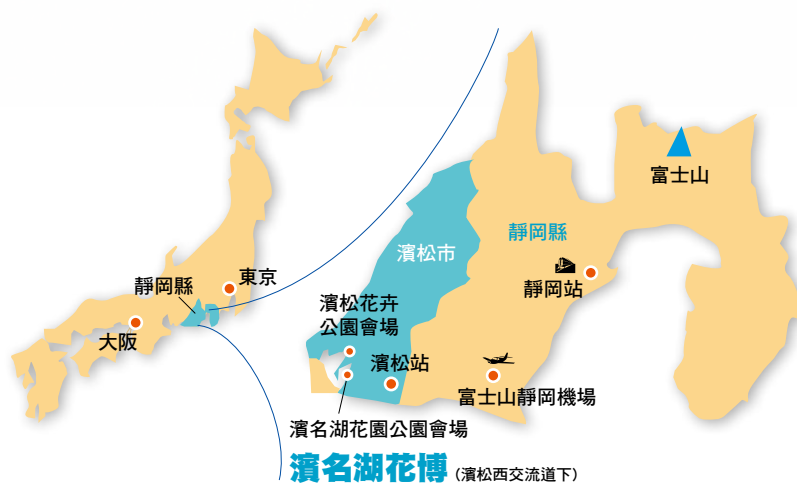 靜岡縣
東京
大阪
富士山
靜岡縣
濱松市
靜岡站
濱松花卉
公園會場
濱松站
富士山靜岡機場
濱名湖花園公園會場
濱名湖花博 (濱松西交流道下)